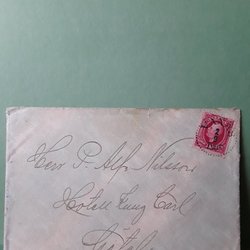 Herr P. Alf. Nilsson
Hotell Kung Carl